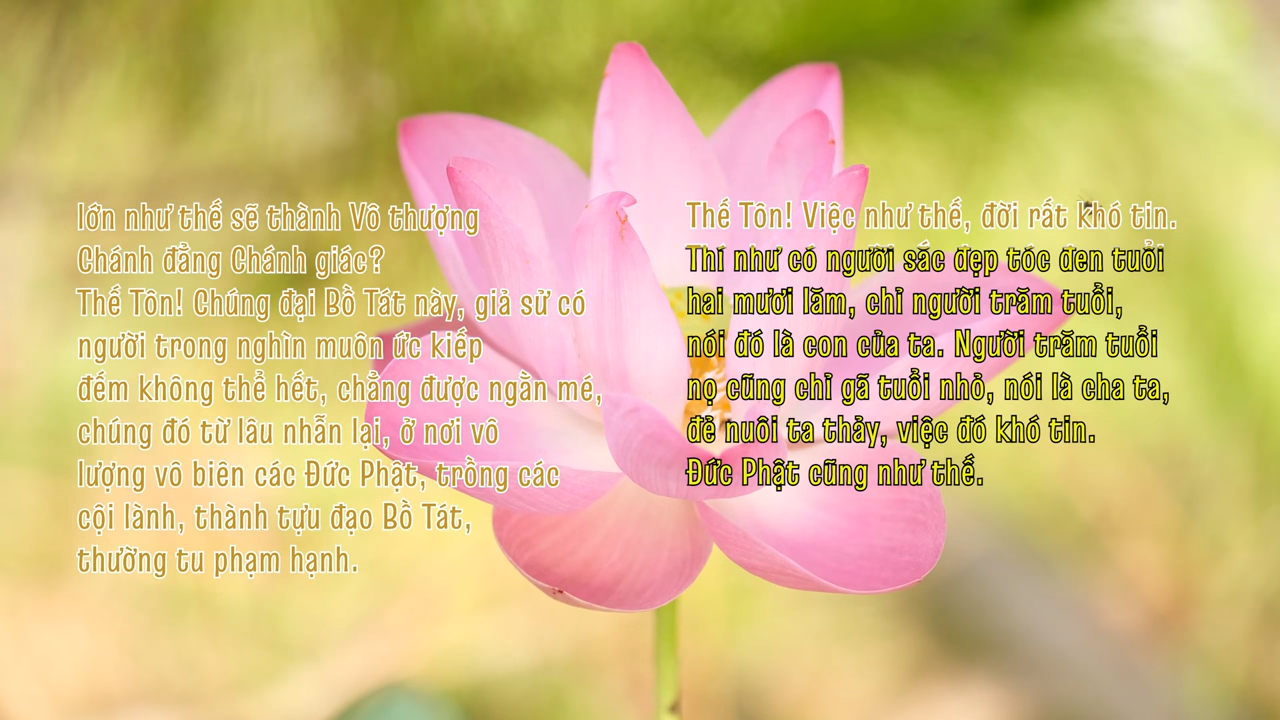 lớn như thế sẽ thành Vô thượng
Chánh đẳng Chánh giác?
Thế Tôn! Chúng đại Bồ Tát này, giả sử có
người trong nghìn muôn ức kiếp
đếm không thể hết, chẳng được ngằn mé,
chúng đó từ lâu nhẫn lại, ở nơi vô
lượng vô biên các Đức Phật, trồng các
cội lành, thành tựu đạo Bồ Tát,
thường tu phạm hạnh.
Thế Tôn! Việc như thế, đời rất khó tin.
Thí như có người sắc đẹp tóc đen tuổi
hai mươi lăm, chỉ người trăm tuổi,
nói đó là con của ta. Người trăm tuổi
nọ cũng chỉ gã tuổi nhỏ, nói là cha ta,
đẻ nuôi ta thảy, việc đó khó tin.
Đức Phật cũng như thế.